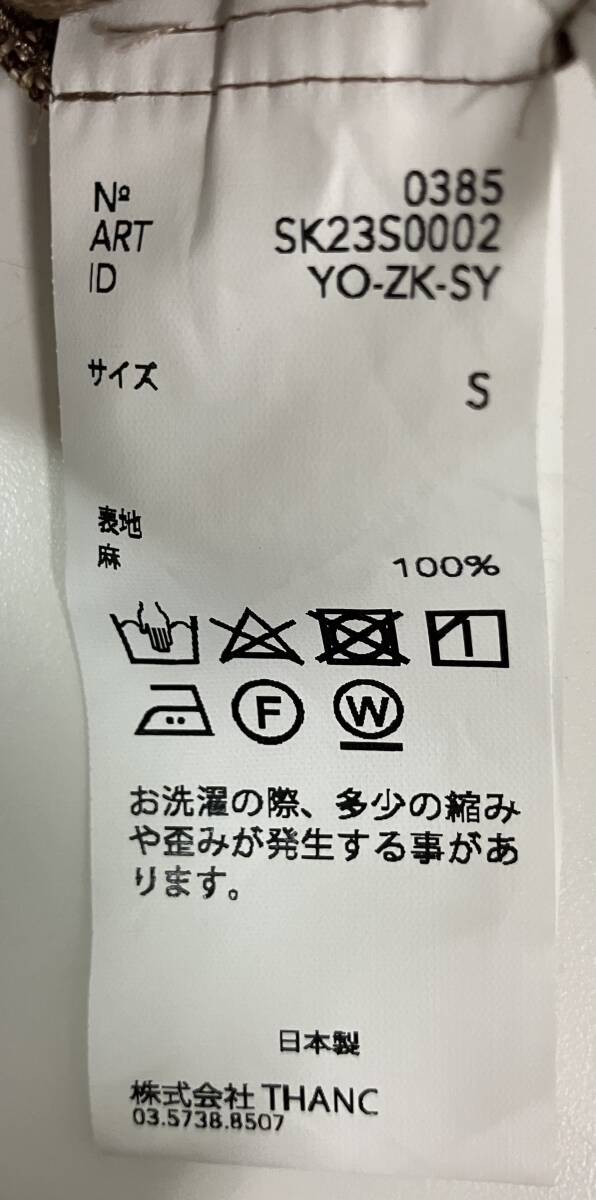 Nº 0385
ART SK23S0002
ID YO-ZK-SY
サイズ S
表地
麻 100%
F W
お洗濯の際、多少の縮み
や歪みが発生する事があ
ります。
日本製
株式会社 THANC
03.5738.8507